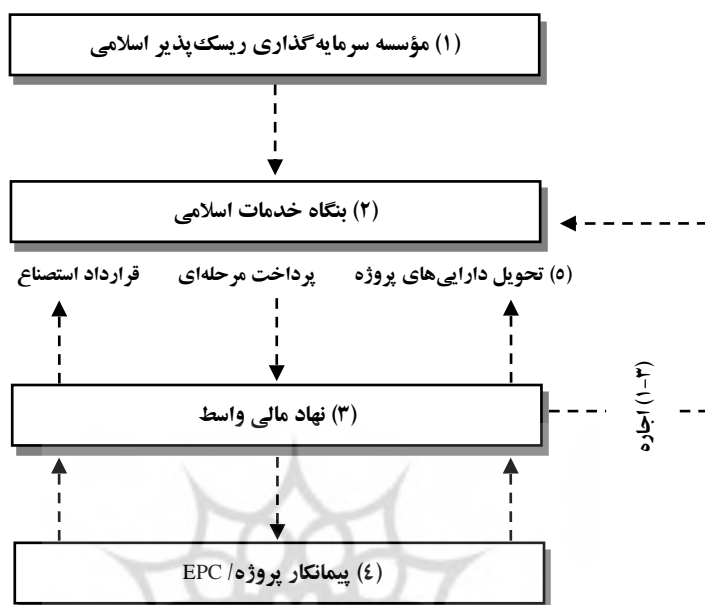 (۱) مؤسسه سرمایه‌گذاری ریسک‌پذیر اسلامی
(۲) بنگاه خدمات اسلامی
(۵) تحویل دارایی‌های پروژه
پرداخت مرحله‌ای
قرارداد استصناع
(۳) نهاد مالی واسط
(۱-۳) اجاره
(٤) پیمانکار پروژه/ EPC